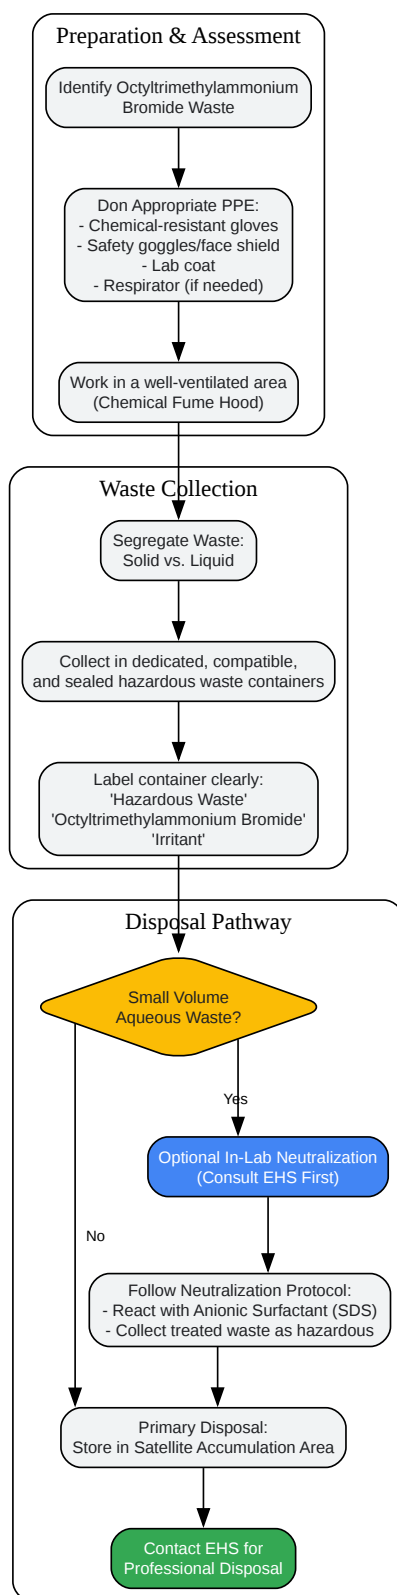 Preparation & Assessment
Identify Octyltrimethylammonium
Bromide Waste
Don Appropriate PPE:
- Chemical-resistant gloves
- Safety goggles/face shield
- Lab coat
- Respirator (if needed)
Work in a well-ventilated area
(Chemical Fume Hood)
Waste Collection
Segregate Waste:
Solid vs. Liquid
Collect in dedicated, compatible,
and sealed hazardous waste containers
Label container clearly:
'Hazardous Waste'
'Octyltrimethylammonium Bromide'
'Irritant'
Disposal Pathway
Small Volume
Aqueous Waste?
Yes
Optional In-Lab Neutralization
(Consult EHS First)
No
Follow Neutralization Protocol:
- React with Anionic Surfactant (SDS)
- Collect treated waste as hazardous
Primary Disposal:
Store in Satellite Accumulation Area
Contact EHS for
Professional Disposal